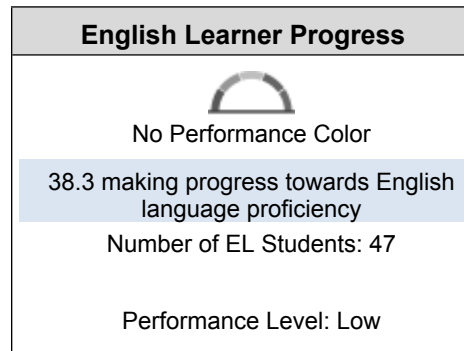 English Learner Progress
No Performance Color
38.3 making progress towards English
language proficiency
Number of EL Students: 47
Performance Level: Low